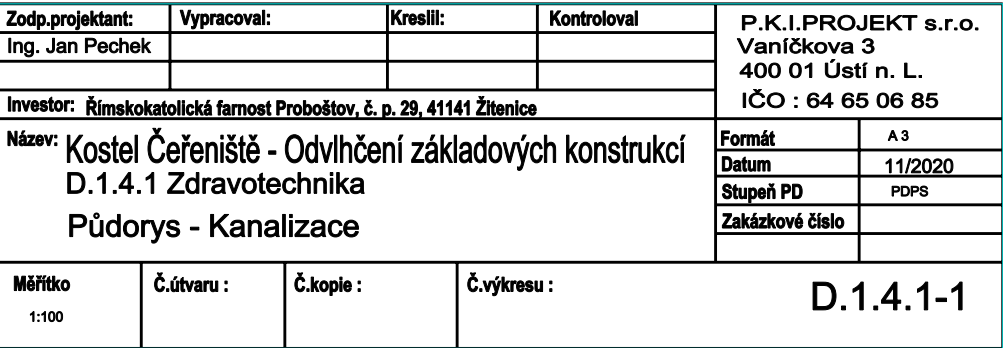 Zodp.projektant: Vypracoval: Kreslil: Kontroloval
Ing. Jan Pechek
P.K.I.PROJEKT s.r.o.
Vaníčkova 3
400 01 Ústí n. L.
IČO : 64 65 06 85
Investor: Římskokatolická farnost Proboštov, č. p. 29, 41141 Žitenice
Název: Kostel Čeřeniště - Odvlhčení základových konstrukcí
D.1.4.1 Zdravotechnika
Půdorys - Kanalizace
Formát A 3
Datum 11/2020
Stupeň PD PDPS
Zakázkové číslo
Měřítko Č.útvaru : Č.kopie : Č.výkresu :
1:100 D.1.4.1-1